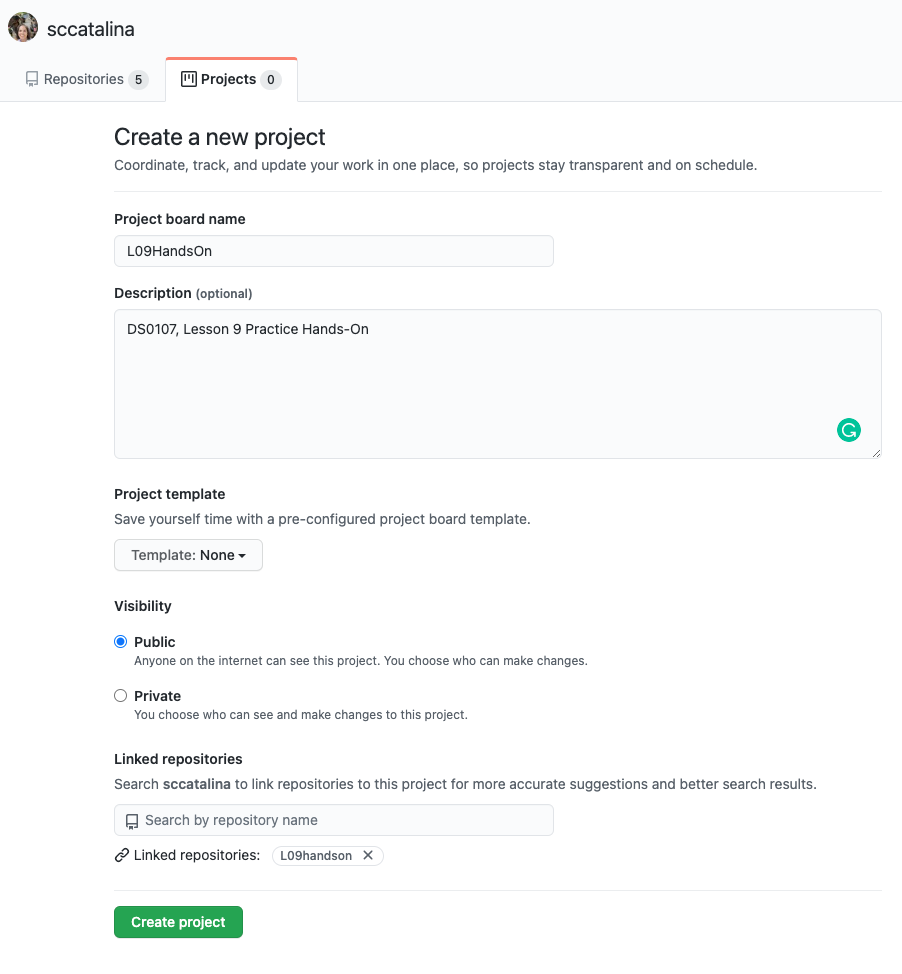 sccatalina
Repositories 5
Projects 0
Create a new project
Coordinate, track, and update your work in one place, so projects stay transparent and on schedule.
Project board name
L09HandsOn
Description (optional)
DS0107, Lesson 9 Practice Hands-On
Project template
Save yourself time with a pre-configured project board template.
Template: None
Visibility
Public
Anyone on the internet can see this project. You choose who can make changes.
Private
You choose who can see and make changes to this project.
Linked repositories
Search sccatalina to link repositories to this project for more accurate suggestions and better search results.
Search by repository name
Linked repositories: L09handson
Create project